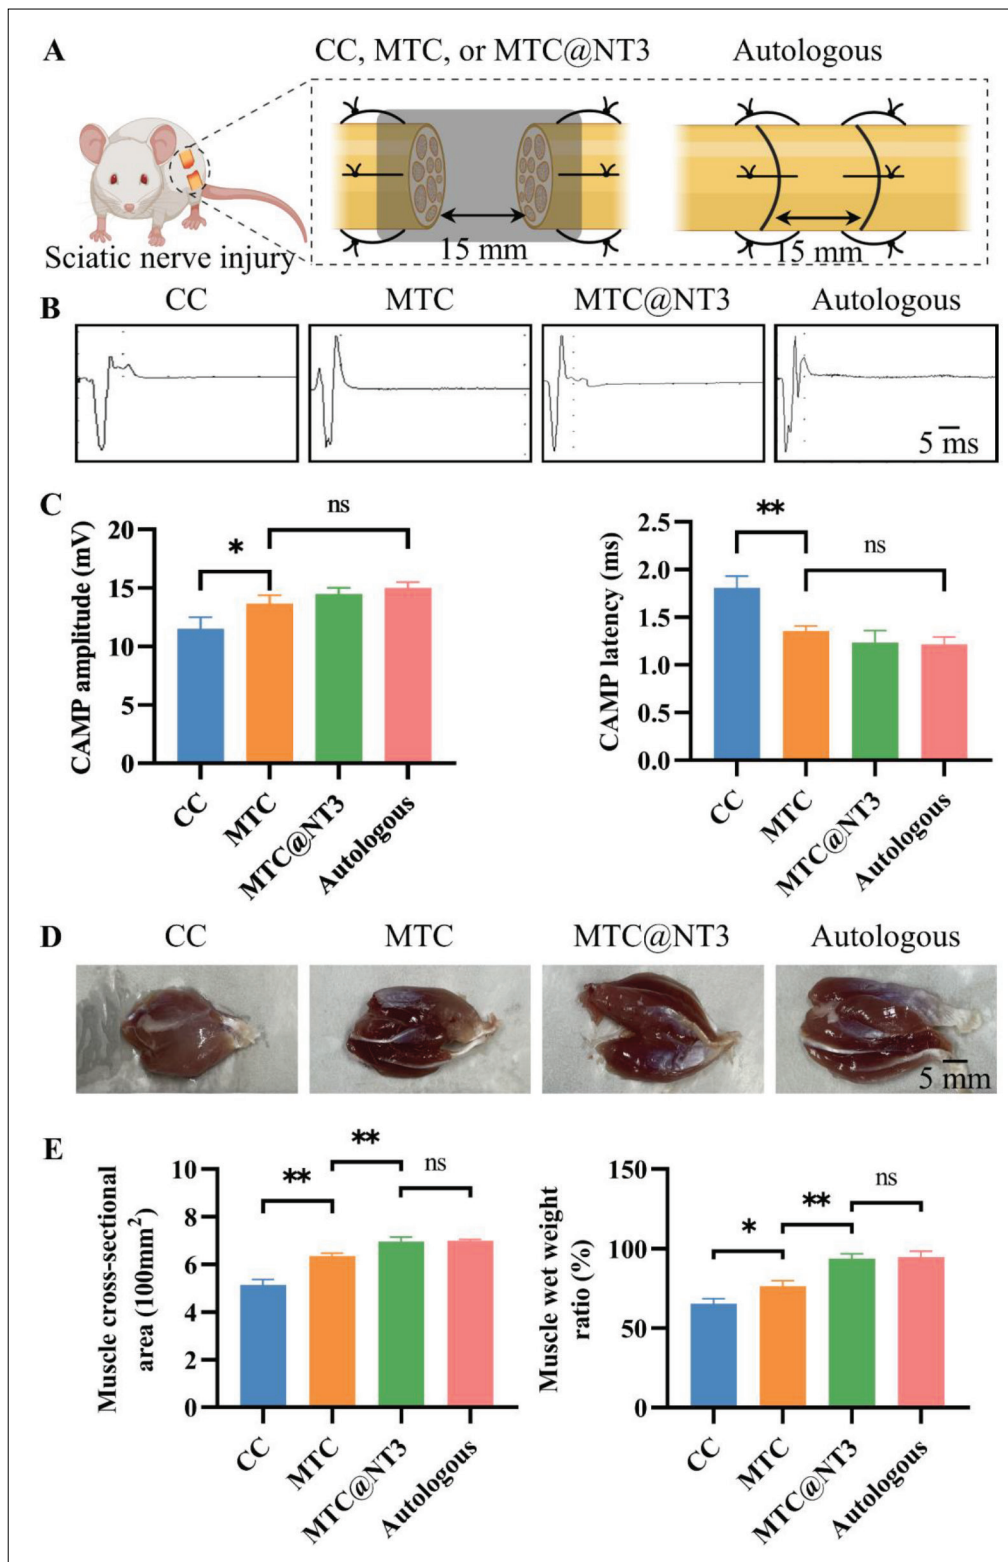 A
CC, MTC, or MTC@NT3
Autologous
15 mm
15 mm
Sciatic nerve injury
B
CC
MTC
MTC@NT3
Autologous
5 ms
C
CAMP amplitude (mV)
20
15
10
5
0
*
ns
CC
MTC
MTC@NT3
Autologous
CAMP latency (ms)
2.5
2.0
1.5
1.0
0.5
0.0
**
ns
CC
MTC
MTC@NT3
Autologous
D
CC
MTC
MTC@NT3
Autologous
5 mm
E
Muscle cross-sectional
area (100mm²)
10
8
6
4
2
0
**
**
ns
CC
MTC
MTC@NT3
Autologous
Muscle wet weight
ratio (%)
150
100
50
0
*
**
ns
CC
MTC
MTC@NT3
Autologous